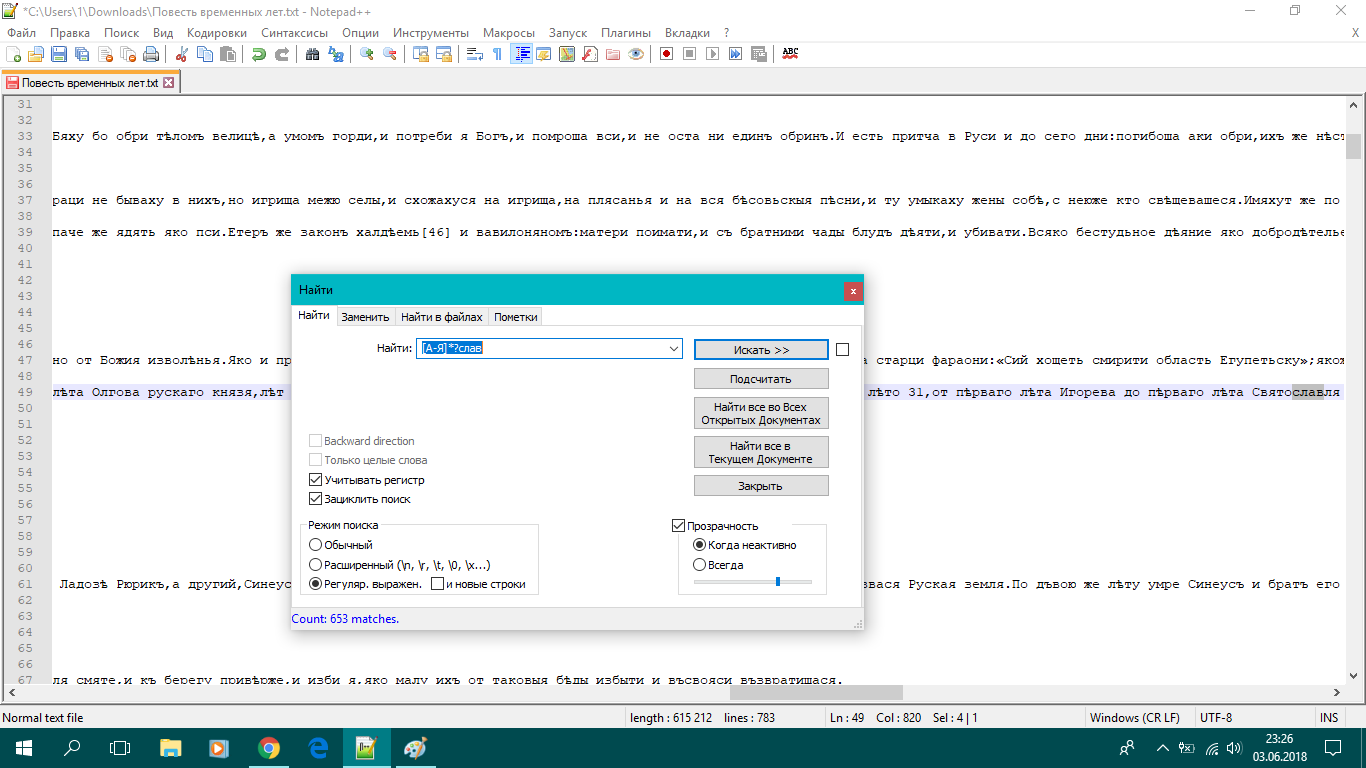 *C:\Users\1\Downloads\Повесть временных лет.txt - Notepad++
Файл Правка Поиск Вид Кодировки Синтаксисы Опции Инструменты Макросы Запуск Плагины Вкладки ? X
ABC
Повесть временных лет.txt
31
32
33 Бяху бо обри тѣломъ велицѣ,а умомъ горди,и потреби я Богъ,и помроша вси,и не оста ни единъ обринъ.И есть притча в Руси и до сего дни:погибоша аки обри,ихъ же нѣст
34
35
36
37 раци не бываху в нихъ,но игрища межю селы,и схожахуся на игрища,на плясанья и на вся бѣсовьскыя пѣсни,и ту умыкаху жены собѣ,с неюже кто свѣщевашеся.Имяхут же по
38
39 паче же ядять яко пси.Етеръ же законъ халдѣемь[46] и вавилоняномъ:матери поимати,и съ братними чады блудъ дѣяти,и убивати.Всяко бестудьное дѣяние яко добродѣтелье
40
41
42
43
44
45
46
47 но от Божия изволѣнья.Яко и пр а старци фараони:«Сий хощеть смирити область Егупетьску»;якож
48
49 лѣта Олгова рускаго князя,лѣт лѣто 31,от пѣрваго лѣта Игорева до пѣрваго лѣта Святославля
50
51
52
53
54
55
56
57
58
59
60
61 Ладозѣ Рюрикъ,а другий,Синеус звася Руская земля.По дъвою же лѣту умре Синеусъ и братъ его
62
63
64
65
66
67 ля смяте,и къ берегу привѣрже,и изби я,яко малу ихъ от таковыя бѣды избыти и въсвояси възвратишася.
Найти
x
Найти Заменить Найти в файлах Пометки
Найти: [А-Я]*?слав
Искать >>
Подсчитать
Найти все во Всех
Открытых Документах
Найти все в
Текущем Документе
Закрыть
Backward direction
Только целые слова
Учитывать регистр
Зациклить поиск
Режим поиска
Обычный
Расширенный (\n, \r, \t, \0, \x...)
Регуляр. выражен. и новые строки
Прозрачность
Когда неактивно
Всегда
Count: 653 matches.
Normal text file length : 615 212 lines : 783 Ln : 49 Col : 820 Sel : 4 | 1 Windows (CR LF) UTF-8 INS
23:26
03.06.2018